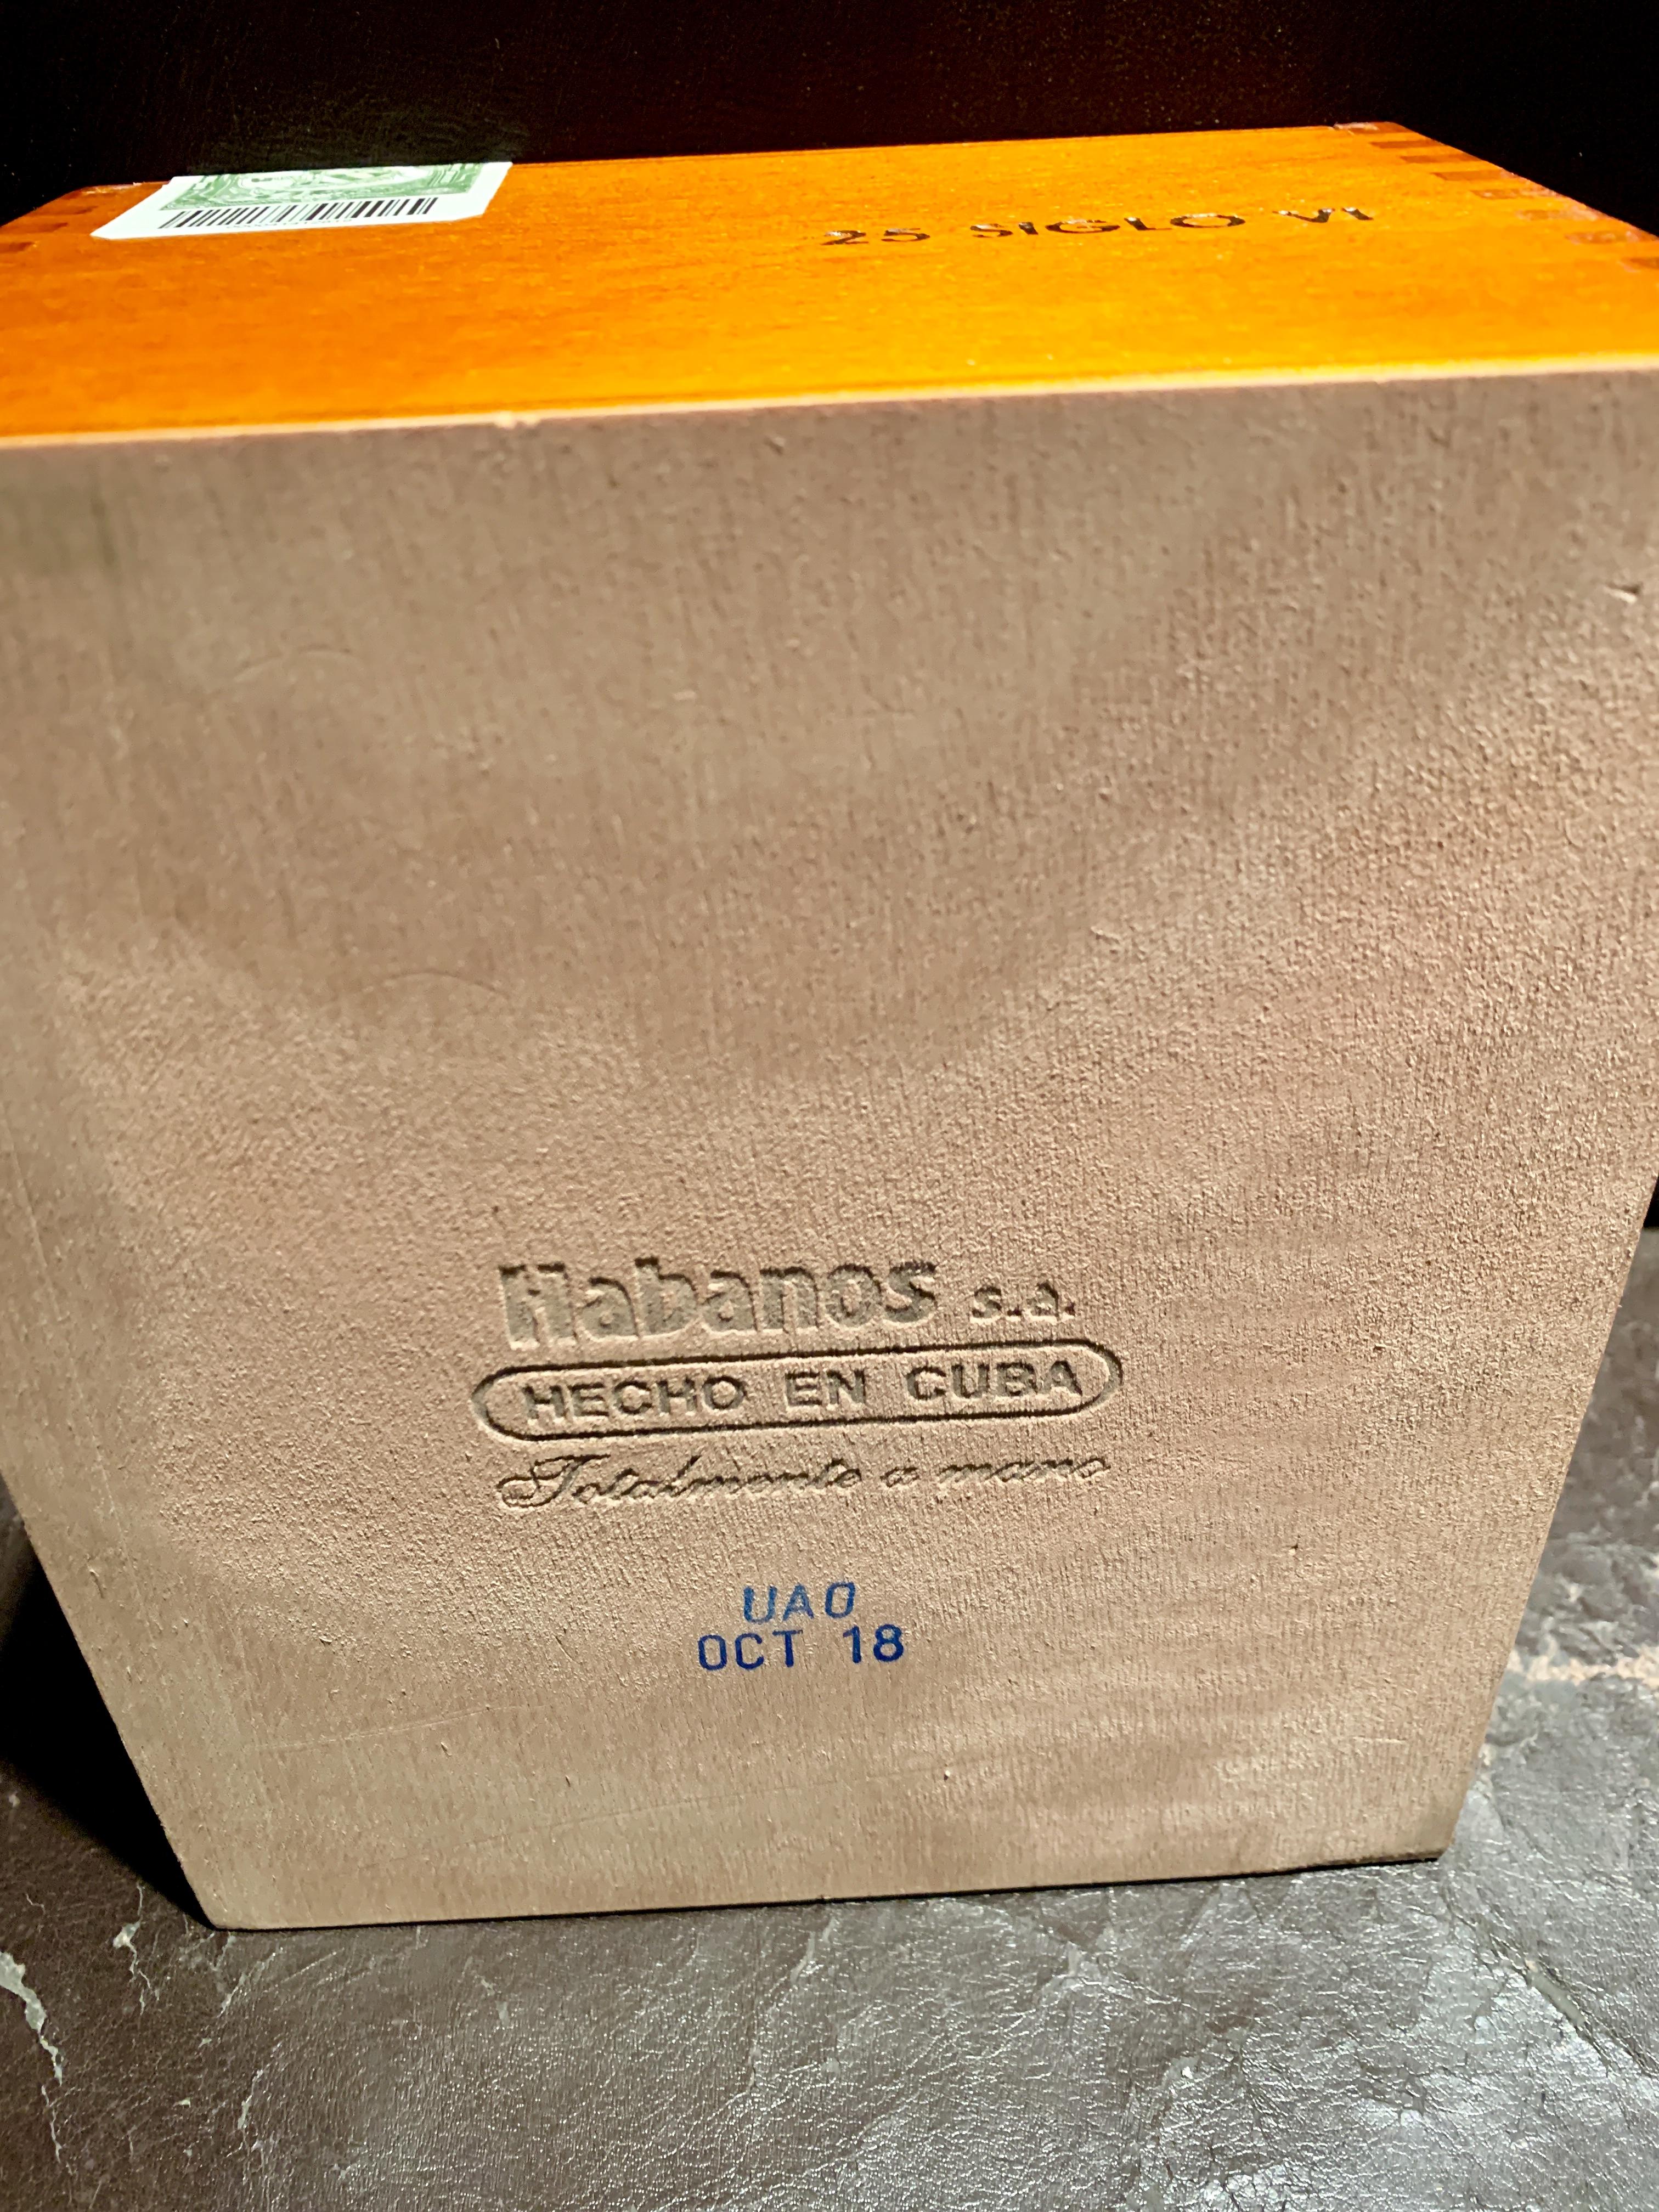 25 SIGLO VI
Habanos s.a.
HECHO EN CUBA
Totalmente a mano
UAO
OCT 18